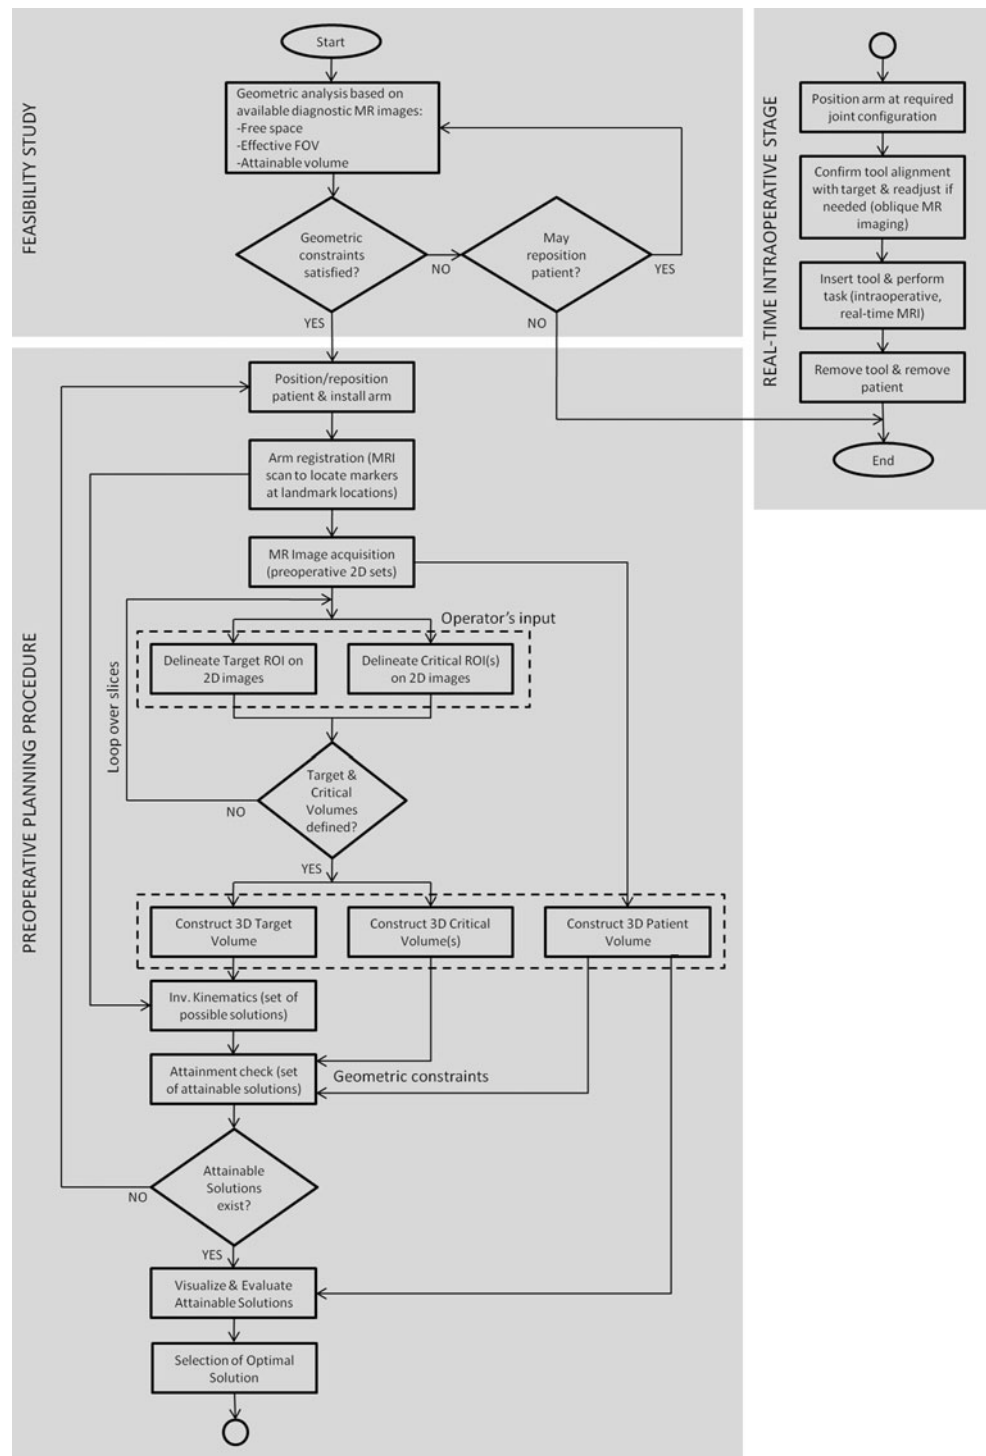 FEASIBILITY STUDY
Start
Geometric analysis based on
available diagnostic MR images:
-Free space
-Effective FOV
-Attainable volume
Geometric
constraints
satisfied?
NO
May
reposition
patient?
YES
YES
NO
PREOPERATIVE PLANNING PROCEDURE
Position/reposition
patient & install arm
Arm registration (MRI
scan to locate markers
at landmark locations)
MR Image acquisition
(preoperative 2D sets)
Operator's input
Delineate Target ROI on
2D images
Delineate Critical ROI(s)
on 2D images
Loop over slices
Target &
Critical
Volumes
defined?
NO
YES
Construct 3D Target
Volume
Construct 3D Critical
Volume(s)
Construct 3D Patient
Volume
Inv. Kinematics (set of
possible solutions)
Attainment check (set
of attainable solutions)
Geometric constraints
Attainable
Solutions
exist?
NO
YES
Visualize & Evaluate
Attainable Solutions
Selection of Optimal
Solution
REAL-TIME INTRAOPERATIVE STAGE
Position arm at required
joint configuration
Confirm tool alignment
with target & readjust if
needed (oblique MR
imaging)
Insert tool & perform
task (intraoperative,
real-time MRI)
Remove tool & remove
patient
End